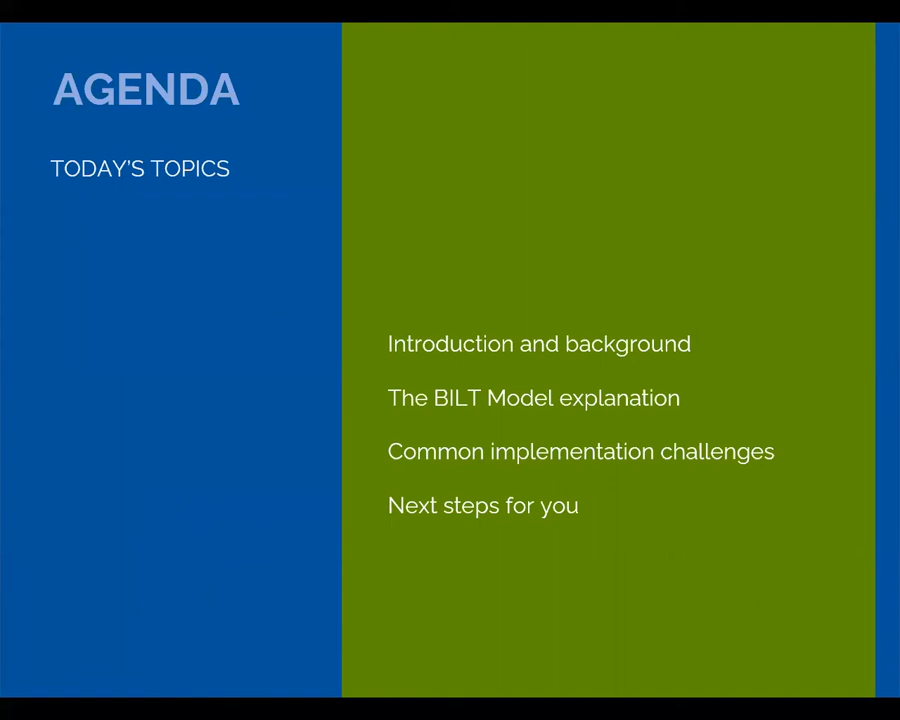 AGENDA
TODAY'S TOPICS
Introduction and background
The BILT Model explanation
Common implementation challenges
Next steps for you